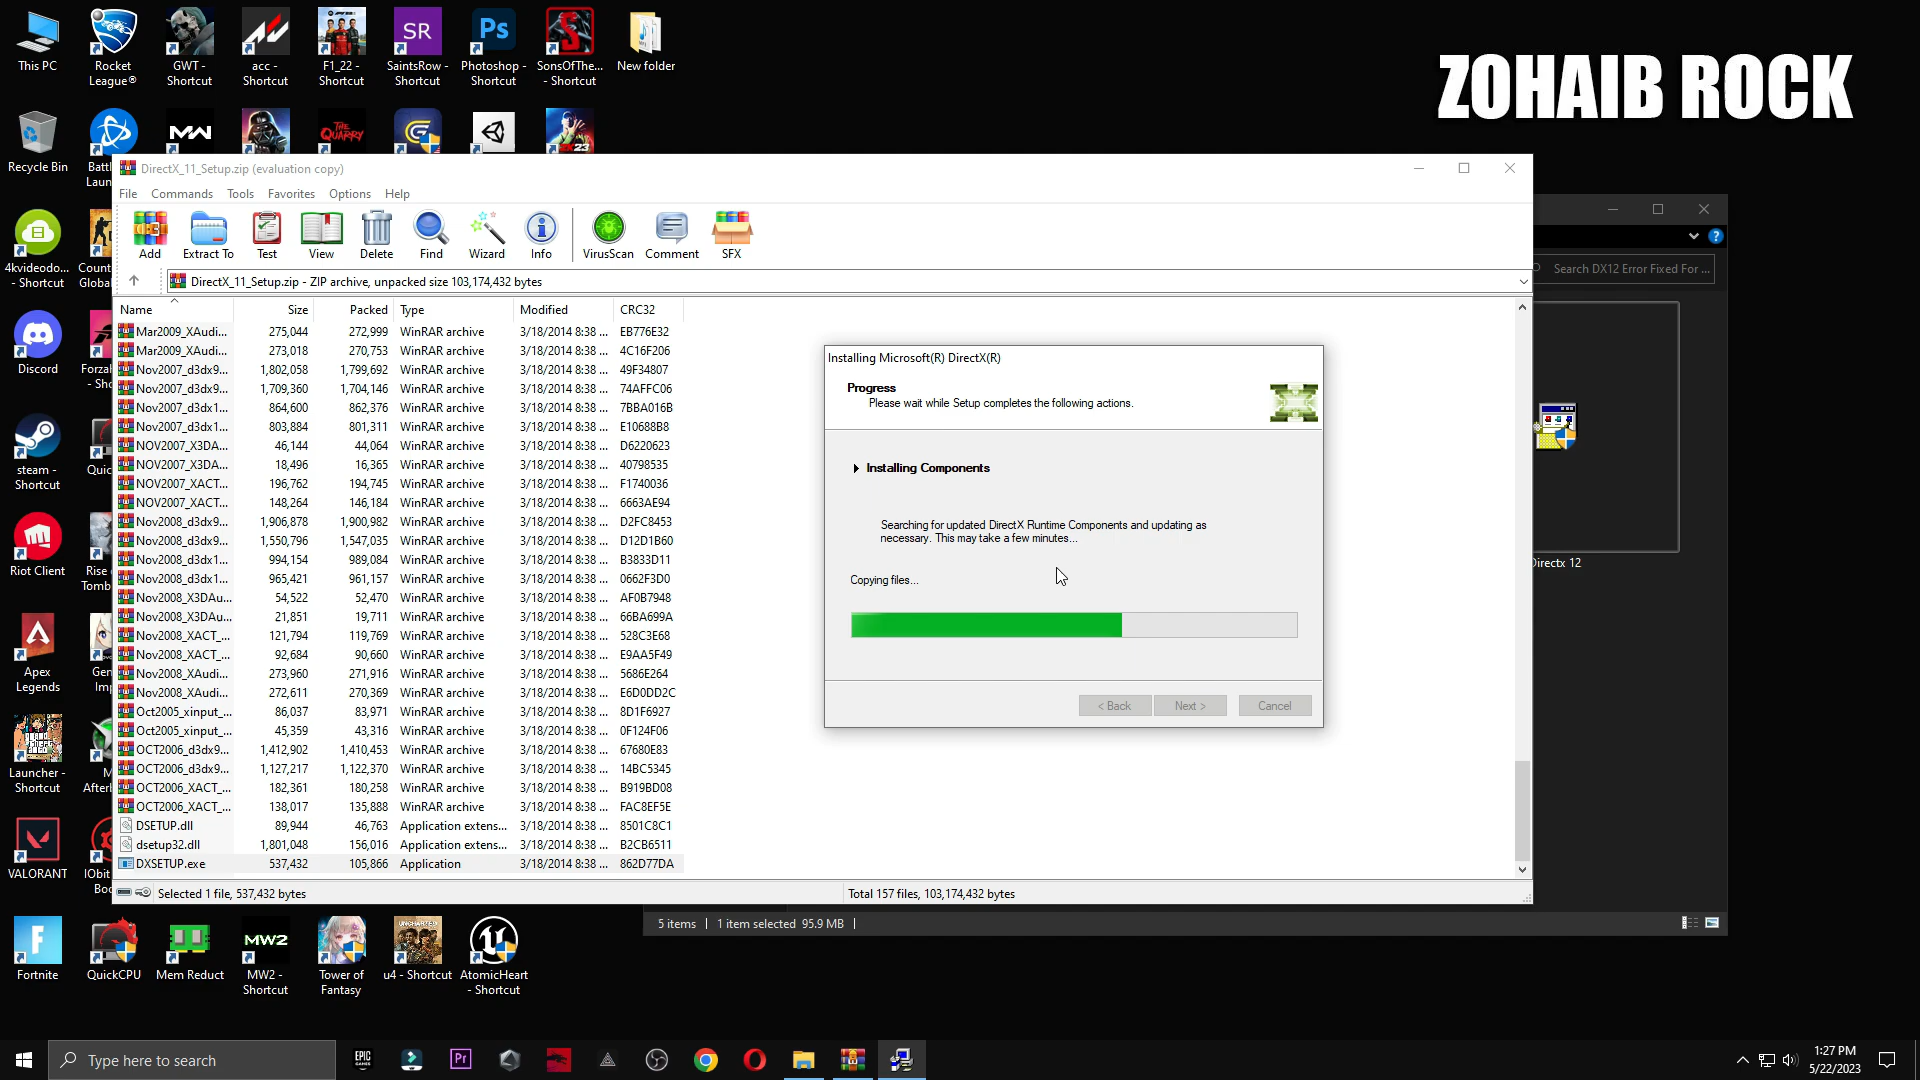 This PC
Rocket League®
GWT - Shortcut
acc - Shortcut
F1_22 - Shortcut
SaintsRow - Shortcut
Photoshop - Shortcut
SonsOfThe... - Shortcut
New folder
ZOHAIB ROCK
Recycle Bin
DirectX_11_Setup.zip (evaluation copy)
File Commands Tools Favorites Options Help
Add Extract To Test View Delete Find Wizard Info VirusScan Comment SFX
DirectX_11_Setup.zip - ZIP archive, unpacked size 103,174,432 bytes
Search DX12 Error Fixed For ...
Name Size Packed Type Modified CRC32
Mar2009_XAudi... 275,044 272,999 WinRAR archive 3/18/2014 8:38 ... EB776E32
Mar2009_XAudi... 273,018 270,753 WinRAR archive 3/18/2014 8:38 ... 4C16F206
Nov2007_d3dx9... 1,802,058 1,799,692 WinRAR archive 3/18/2014 8:38 ... 49F34807
Nov2007_d3dx9... 1,709,360 1,704,146 WinRAR archive 3/18/2014 8:38 ... 74AFFC06
Nov2007_d3dx1... 864,600 862,376 WinRAR archive 3/18/2014 8:38 ... 7BBA016B
Nov2007_d3dx1... 803,884 801,311 WinRAR archive 3/18/2014 8:38 ... E10688B8
NOV2007_X3DA... 46,144 44,064 WinRAR archive 3/18/2014 8:38 ... D6220623
NOV2007_X3DA... 18,496 16,365 WinRAR archive 3/18/2014 8:38 ... 40798535
NOV2007_XACT... 196,762 194,745 WinRAR archive 3/18/2014 8:38 ... F1740036
NOV2007_XACT... 148,264 146,184 WinRAR archive 3/18/2014 8:38 ... 6663AE94
Nov2008_d3dx9... 1,906,878 1,900,982 WinRAR archive 3/18/2014 8:38 ... D2FC8453
Nov2008_d3dx9... 1,550,796 1,547,035 WinRAR archive 3/18/2014 8:38 ... D12D1B60
Nov2008_d3dx1... 994,154 989,084 WinRAR archive 3/18/2014 8:38 ... B3833D11
Nov2008_d3dx1... 965,421 961,157 WinRAR archive 3/18/2014 8:38 ... 0662F3D0
Nov2008_X3DAu... 54,522 52,470 WinRAR archive 3/18/2014 8:38 ... AF0B7948
Nov2008_X3DAu... 21,851 19,711 WinRAR archive 3/18/2014 8:38 ... 66BA699A
Nov2008_XACT_... 121,794 119,769 WinRAR archive 3/18/2014 8:38 ... 528C3E68
Nov2008_XACT_... 92,684 90,660 WinRAR archive 3/18/2014 8:38 ... E9AA5F49
Nov2008_XAudi... 273,960 271,916 WinRAR archive 3/18/2014 8:38 ... 5686E264
Nov2008_XAudi... 272,611 270,369 WinRAR archive 3/18/2014 8:38 ... E6D0DD2C
Oct2005_xinput_... 86,037 83,971 WinRAR archive 3/18/2014 8:38 ... 8D1F6927
Oct2005_xinput_... 45,359 43,316 WinRAR archive 3/18/2014 8:38 ... 0F124F06
OCT2006_d3dx9... 1,412,902 1,410,453 WinRAR archive 3/18/2014 8:38 ... 67680E83
OCT2006_d3dx9... 1,127,217 1,122,370 WinRAR archive 3/18/2014 8:38 ... 14BC5345
OCT2006_XACT_... 182,361 180,258 WinRAR archive 3/18/2014 8:38 ... B919BD08
OCT2006_XACT_... 138,017 135,888 WinRAR archive 3/18/2014 8:38 ... FAC8EF5E
DSETUP.dll 89,944 46,763 Application extens... 3/18/2014 8:38 ... 8501C8C1
dsetup32.dll 1,801,048 156,016 Application extens... 3/18/2014 8:38 ... B2CB6511
DXSETUP.exe 537,432 105,866 Application 3/18/2014 8:38 ... 862D77DA
Selected 1 file, 537,432 bytes
Total 157 files, 103,174,432 bytes
Installing Microsoft(R) DirectX(R)
Progress
Please wait while Setup completes the following actions.
Installing Components
Searching for updated DirectX Runtime Components and updating as
necessary. This may take a few minutes...
Copying files...
< Back Next > Cancel
Directx 12
5 items 1 item selected 95.9 MB
4kvideodo... - Shortcut
Discord
steam - Shortcut
Riot Client
Apex Legends
Launcher - Shortcut
VALORANT
Fortnite
QuickCPU
Mem Reduct
MW2
MW2 - Shortcut
Tower of Fantasy
u4 - Shortcut
AtomicHeart - Shortcut
Type here to search
1:27 PM
5/22/2023